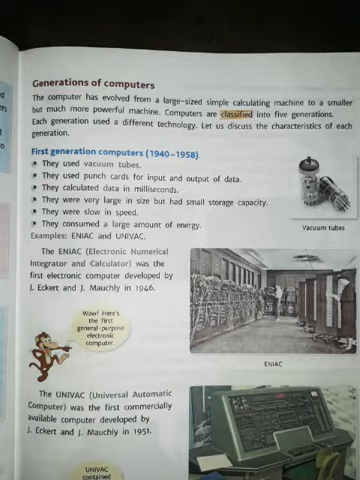 Generations of computers
The computer has evolved from a large-sized simple calculating machine to a smaller
but much more powerful machine. Computers are classified into five generations.
Each generation used a different technology. Let us discuss the characteristics of each
generation.
First generation computers (1940–1958)
They used vacuum tubes.
They used punch cards for input and output of data.
They calculated data in milliseconds.
They were very large in size but had small storage capacity.
They were slow in speed.
They consumed a large amount of energy.
Examples: ENIAC and UNIVAC.
Vacuum tubes
The ENIAC (Electronic Numerical
Integrator and Calculator) was the
first electronic computer developed by
J. Eckert and J. Mauchly in 1946.
Wow! Here's
the first
general-purpose
electronic
computer.
ENIAC
The UNIVAC (Universal Automatic
Computer) was the first commercially
available computer developed by
J. Eckert and J. Mauchly in 1951.
UNIVAC
contained